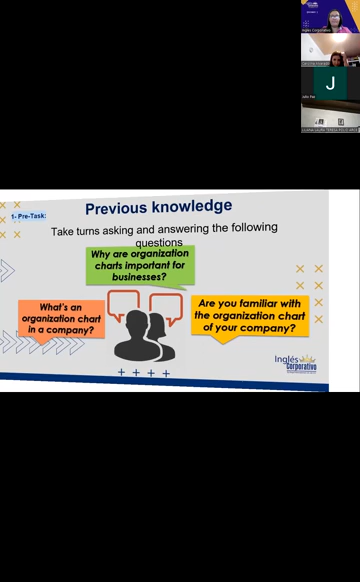 Inglés Corporativo
John Paz
1- Pre-Task:
Previous knowledge
Take turns asking and answering the following
questions
Why are organization
charts important for
businesses?
What's an
organization chart
in a company?
Are you familiar with
the organization chart
of your company?
Inglés
Corporativo
J